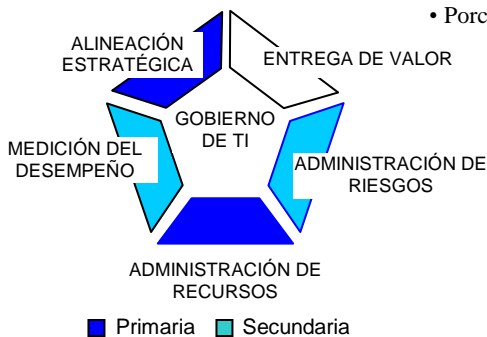 • Porc
ALINEACIÓN
ESTRATÉGICA
ENTREGA DE VALOR
GOBIERNO
DE TI
MEDICIÓN DEL
DESEMPEÑO
ADMINISTRACIÓN DE
RIESGOS
ADMINISTRACIÓN DE
RECURSOS
Primaria Secundaria